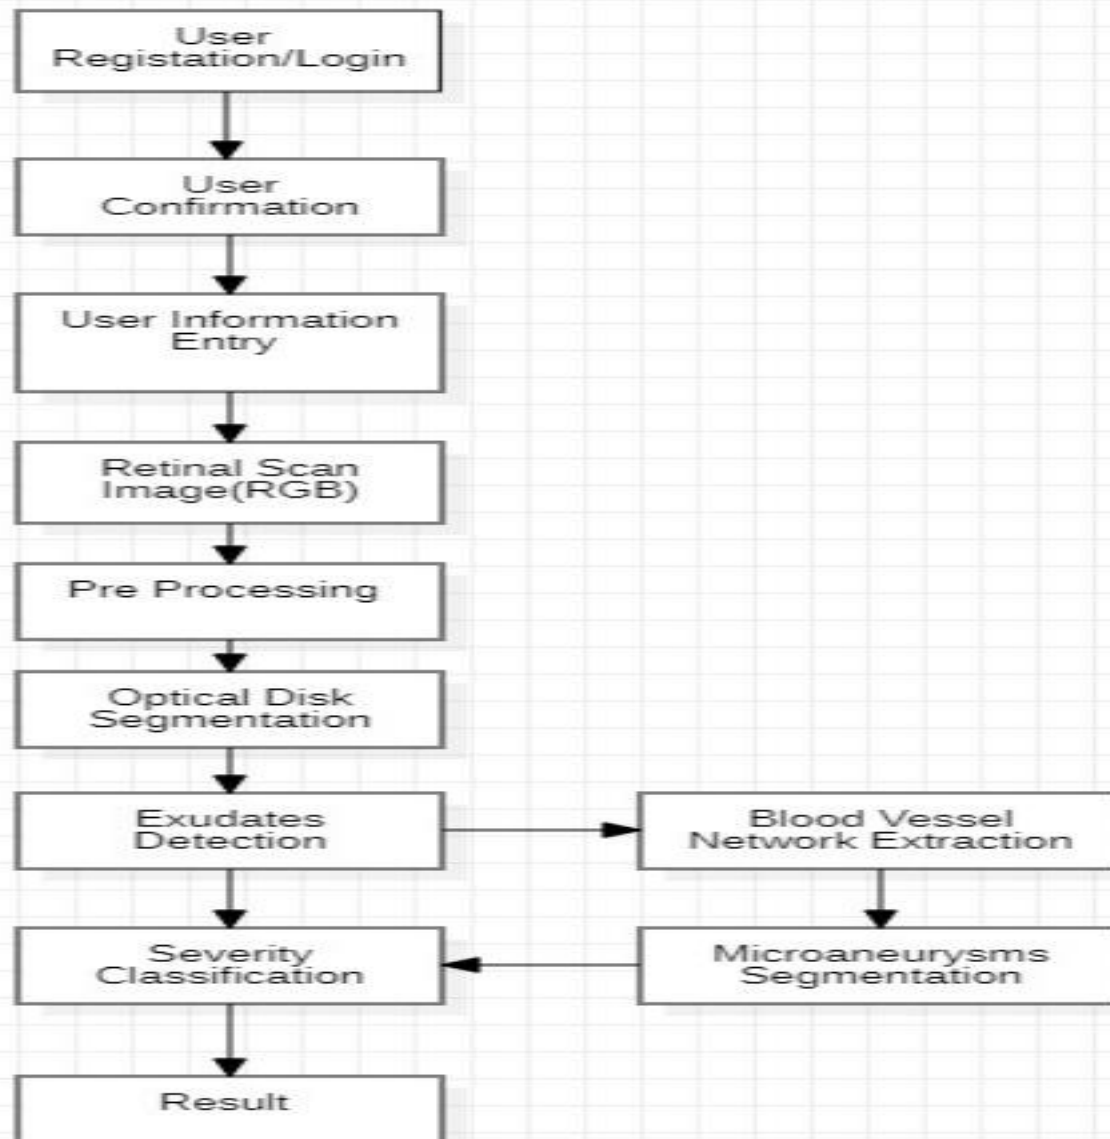 User
Registation/Login
User
Confirmation
User Information
Entry
Retinal Scan
Image(RGB)
Pre Processing
Optical Disk
Segmentation
Exudates
Detection
Blood Vessel
Network Extraction
Severity
Classification
Microaneurysms
Segmentation
Result